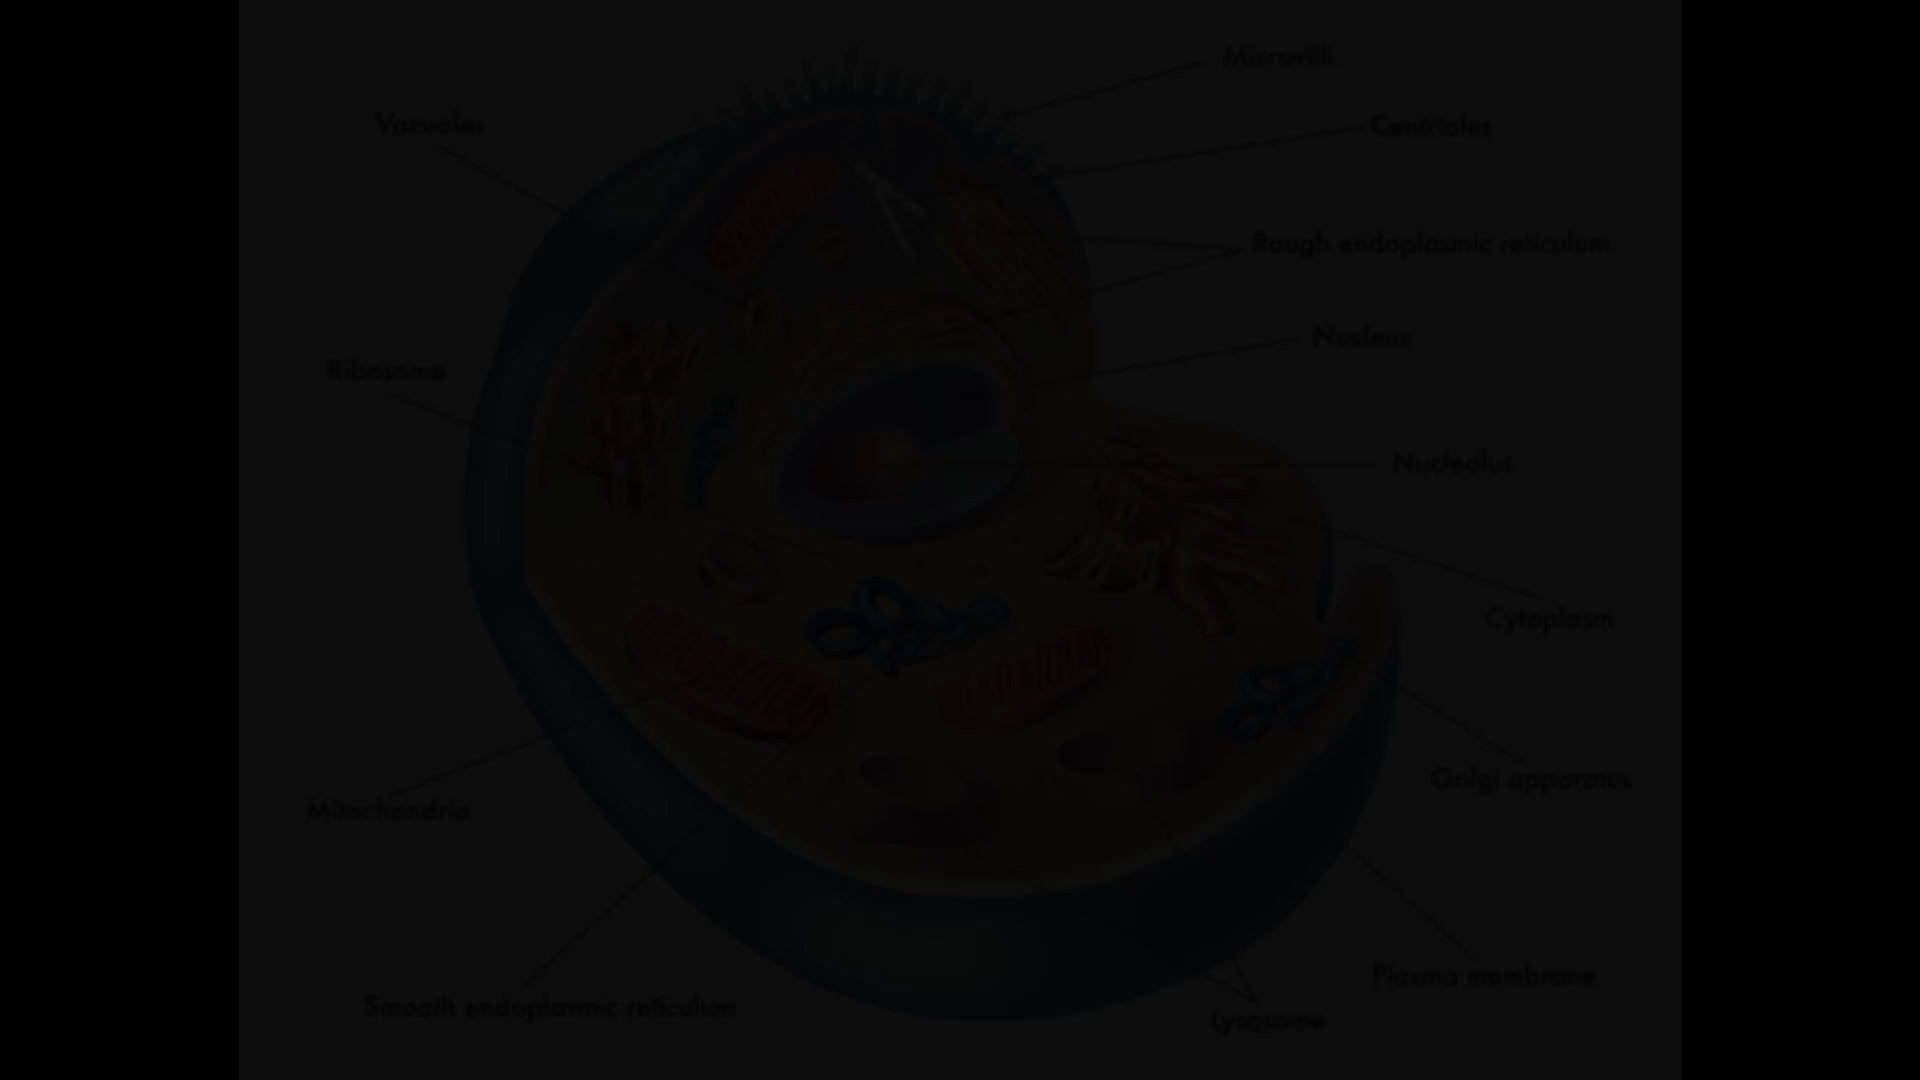 Microvilli
Vacuoles
Centrioles
Rough endoplasmic reticulum
Nucleus
Ribosome
Nucleolus
Cytoplasm
Golgi apparatus
Mitochondria
Plasma membrane
Smooth endoplasmic reticulum
Lysosome